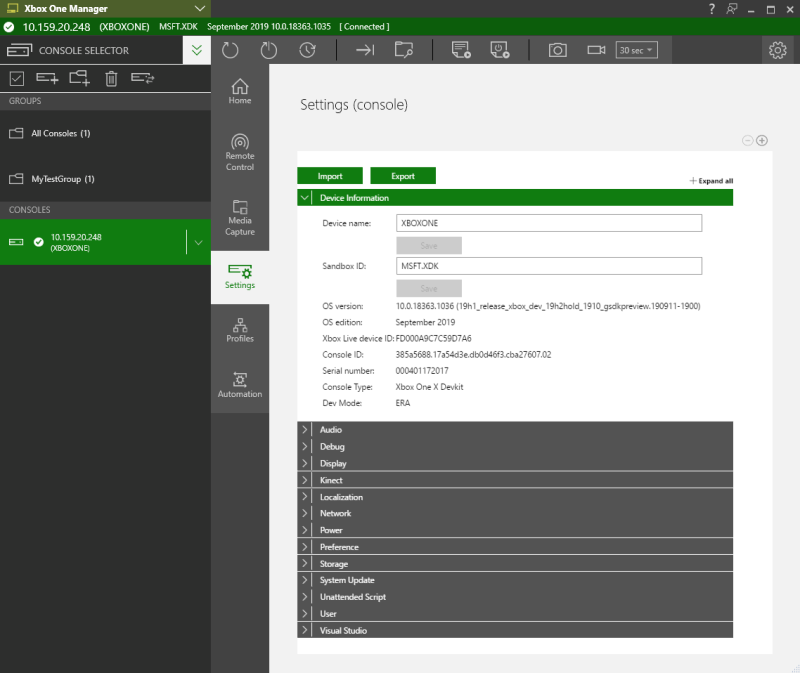 Xbox One Manager
?
10.159.20.248 (XBOXONE) MSFT.XDK September 2019 10.0.18363.1035 [ Connected ]
CONSOLE SELECTOR
30 sec
GROUPS
All Consoles (1)
MyTestGroup (1)
CONSOLES
10.159.20.248
(XBOXONE)
Home
Remote
Control
Media
Capture
Settings
Profiles
Automation
Settings (console)
Import Export
Expand all
Device Information
Device name: XBOXONE
Save
Sandbox ID: MSFT.XDK
Save
OS version: 10.0.18363.1036 (19h1_release_xbox_dev_19h2hold_1910_gsdkpreview.190911-1900)
OS edition: September 2019
Xbox Live device ID: FD000A9C7C59D7A6
Console ID: 385a5688.17a54d3e.db0d46f3.cba27607.02
Serial number: 000401172017
Console Type: Xbox One X Devkit
Dev Mode: ERA
Audio
Debug
Display
Kinect
Localization
Network
Power
Preference
Storage
System Update
Unattended Script
User
Visual Studio